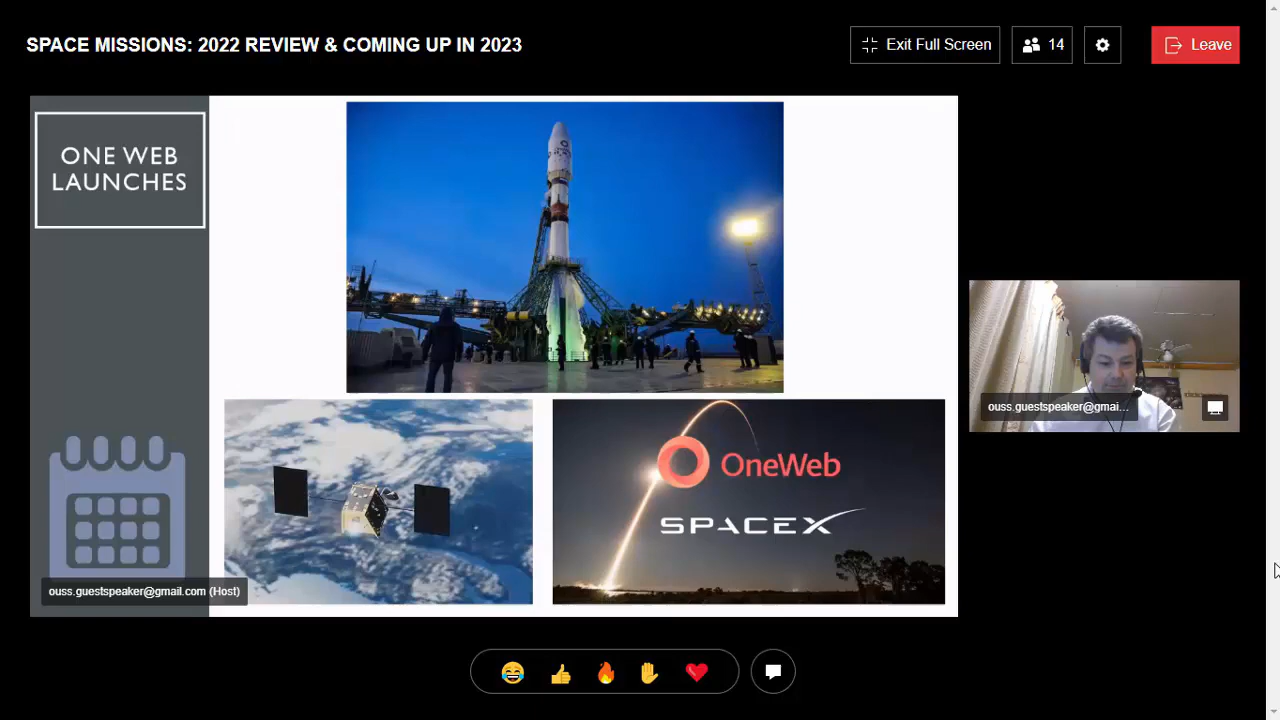 SPACE MISSIONS: 2022 REVIEW & COMING UP IN 2023
Exit Full Screen
14
Leave
ONE WEB
LAUNCHES
OneWeb
SPACEX
ouss.guestspeaker@gmai...
ouss.guestspeaker@gmail.com (Host)